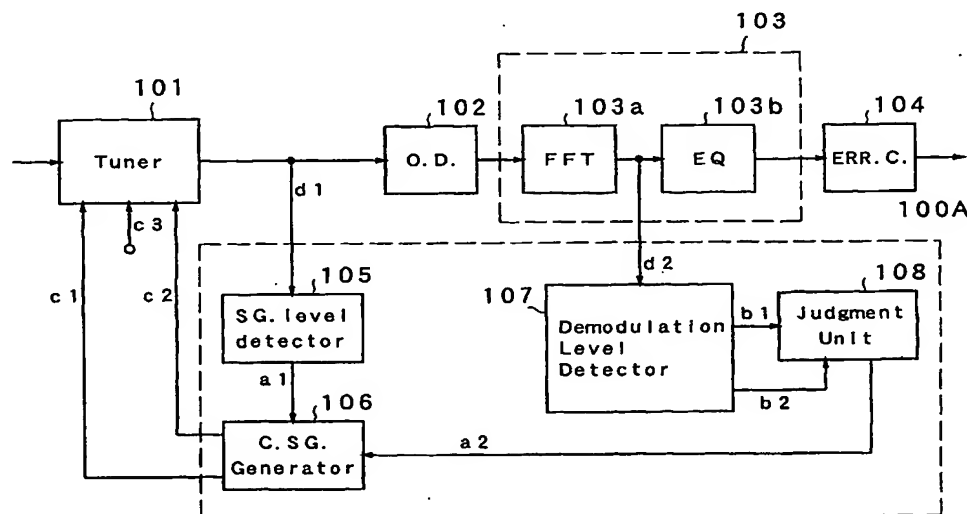 103
101
102
103a
103b
104
Tuner
O.D.
FFT
EQ
ERR.C.
100A
d1
c3
d2
c1
c2
105
107
108
SG.level
detector
Demodulation
Level
Detector
b1
Judgment
Unit
a1
b2
106
C.SG.
Generator
a2